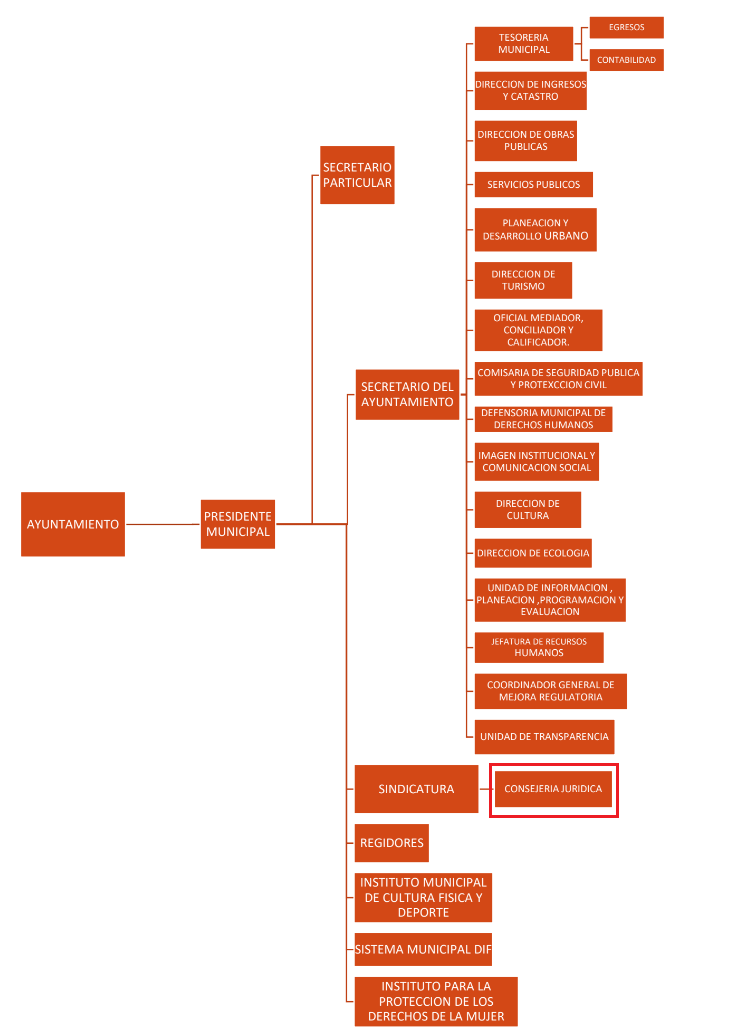 EGRESOS
TESORERIA
MUNICIPAL
CONTABILIDAD
DIRECCION DE INGRESOS
Y CATASTRO
DIRECCION DE OBRAS
PUBLICAS
SECRETARIO
PARTICULAR
SERVICIOS PUBLICOS
PLANEACION Y
DESARROLLO URBANO
DIRECCION DE
TURISMO
OFICIAL MEDIADOR,
CONCILIADOR Y
CALIFICADOR.
SECRETARIO DEL
AYUNTAMIENTO
COMISARIA DE SEGURIDAD PUBLICA
Y PROTEXCCION CIVIL
DEFENSORIA MUNICIPAL DE
DERECHOS HUMANOS
IMAGEN INSTITUCIONAL Y
COMUNICACION SOCIAL
DIRECCION DE
CULTURA
AYUNTAMIENTO
PRESIDENTE
MUNICIPAL
DIRECCION DE ECOLOGIA
UNIDAD DE INFORMACION ,
PLANEACION ,PROGRAMACION Y
EVALUACION
JEFATURA DE RECURSOS
HUMANOS
COORDINADOR GENERAL DE
MEJORA REGULATORIA
UNIDAD DE TRANSPARENCIA
SINDICATURA
CONSEJERIA JURIDICA
REGIDORES
INSTITUTO MUNICIPAL
DE CULTURA FISICA Y
DEPORTE
SISTEMA MUNICIPAL DIF
INSTITUTO PARA LA
PROTECCION DE LOS
DERECHOS DE LA MUJER